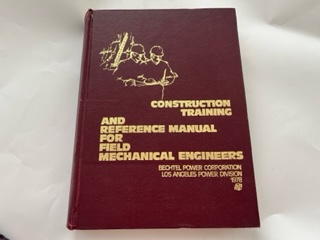 CONSTRUCTION
TRAINING
AND
REFERENCE MANUAL
FOR
FIELD
MECHANICAL ENGINEERS
BECHTEL POWER CORPORATION
LOS ANGELES POWER DIVISION
1978